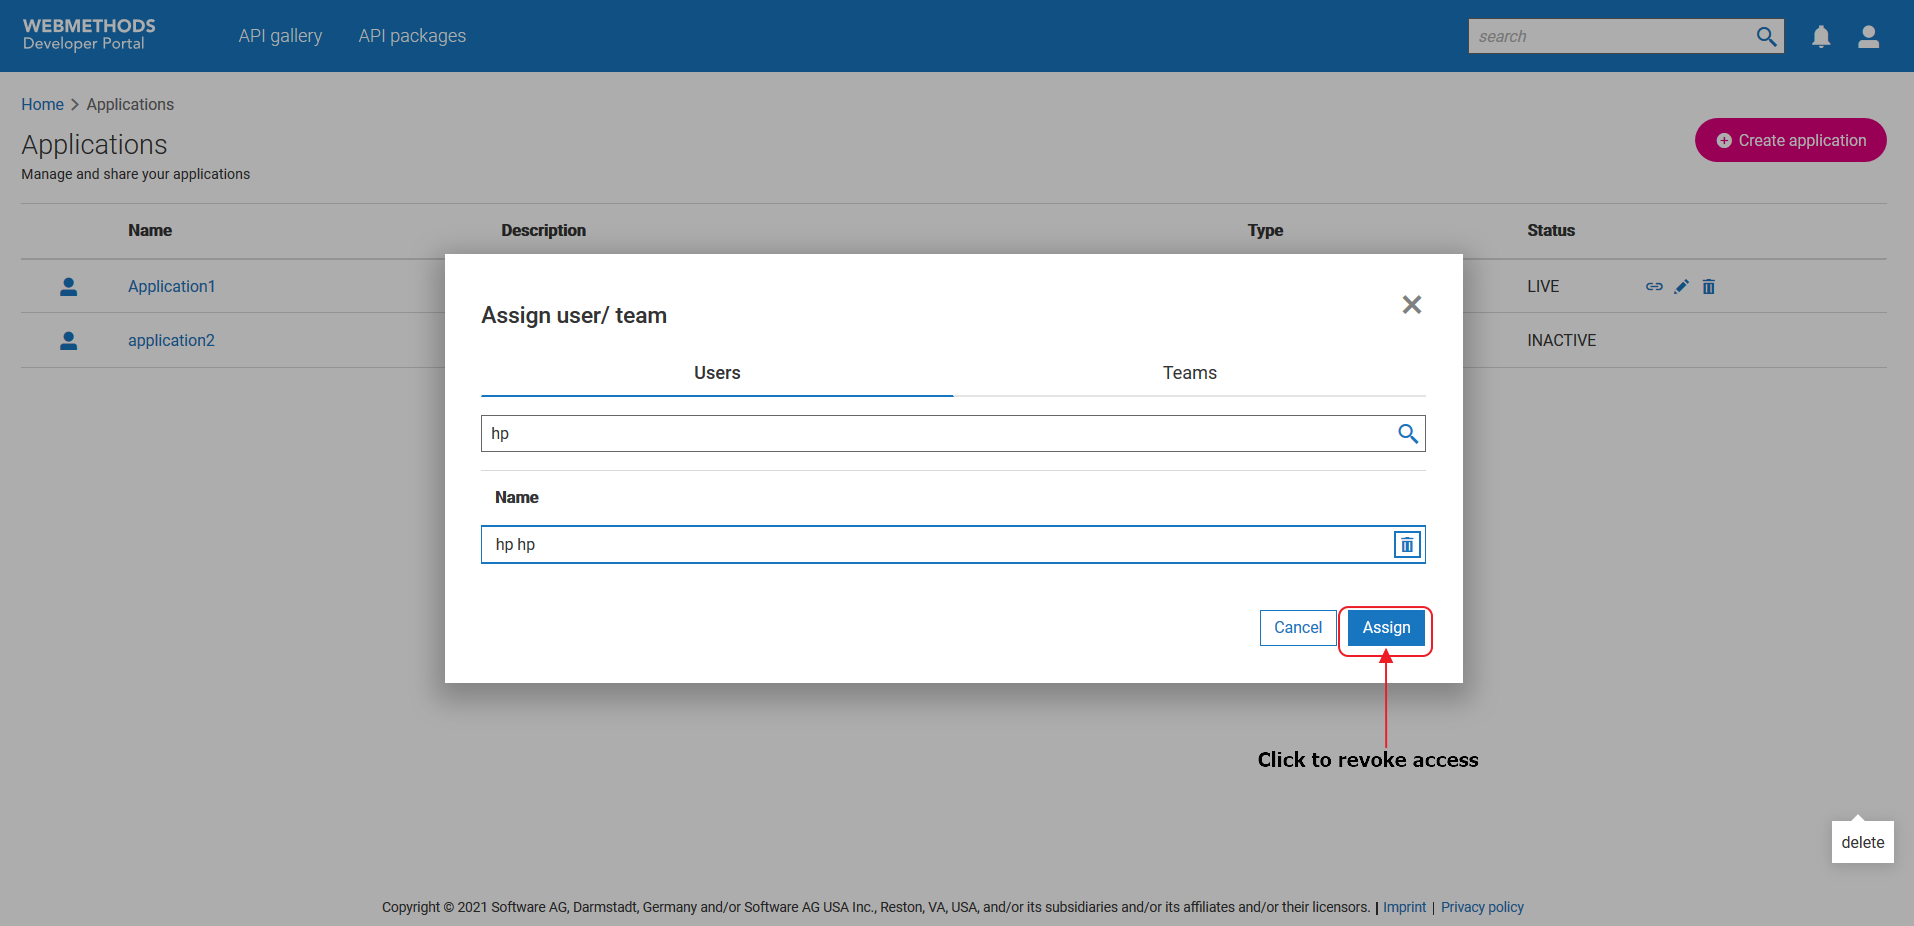 WEBMETHODS
Developer Portal
API gallery
API packages
search
Home > Applications
Applications
Create application
Manage and share your applications
Name Description Type Status
Application1 LIVE
application2 INACTIVE
Assign user/ team
Users Teams
hp
Name
hp hp
Cancel Assign
Click to revoke access
delete
Copyright © 2021 Software AG, Darmstadt, Germany and/or Software AG USA Inc., Reston, VA, USA, and/or its subsidiaries and/or its affiliates and/or their licensors. | Imprint | Privacy policy